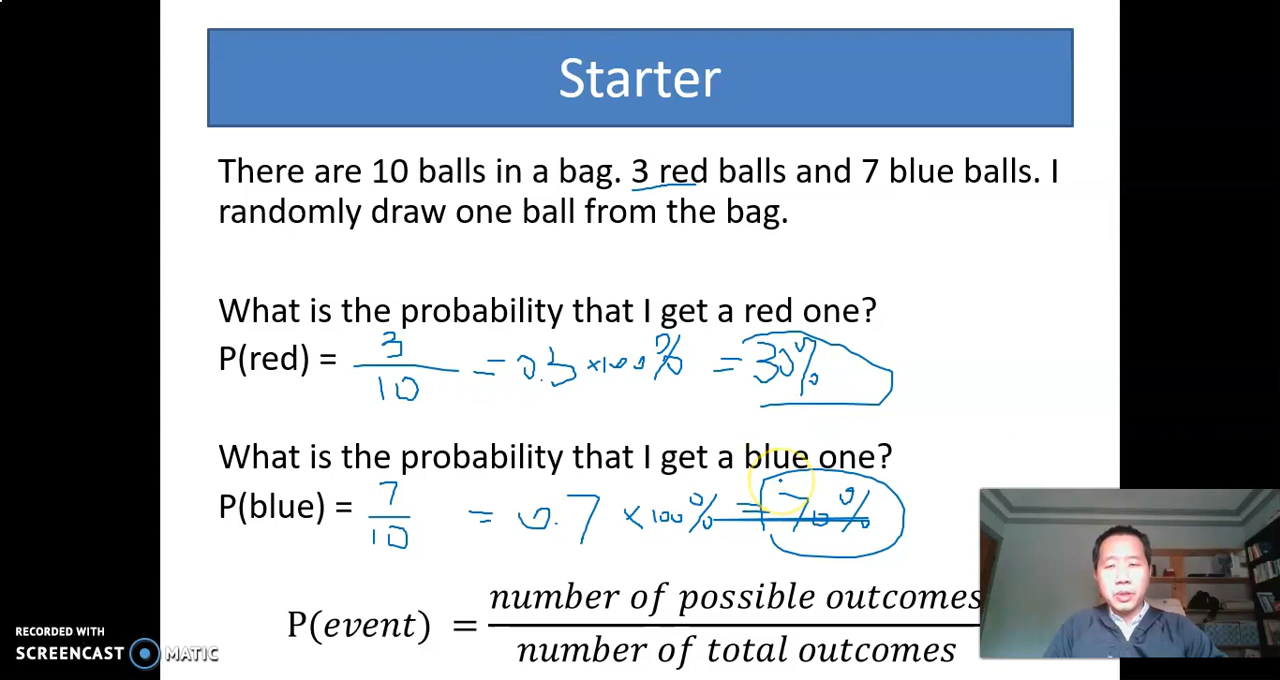 Starter
There are 10 balls in a bag. 3 red balls and 7 blue balls. I
randomly draw one ball from the bag.
What is the probability that I get a red one?
P(red) = 3/10 = 0.3 ×100% = 30%
What is the probability that I get a blue one?
P(blue) = 7/10 = 0.7 ×100% = 70%
P(event) = number of possible outcomes
number of total outcomes
RECORDED WITH
SCREENCAST MATIC